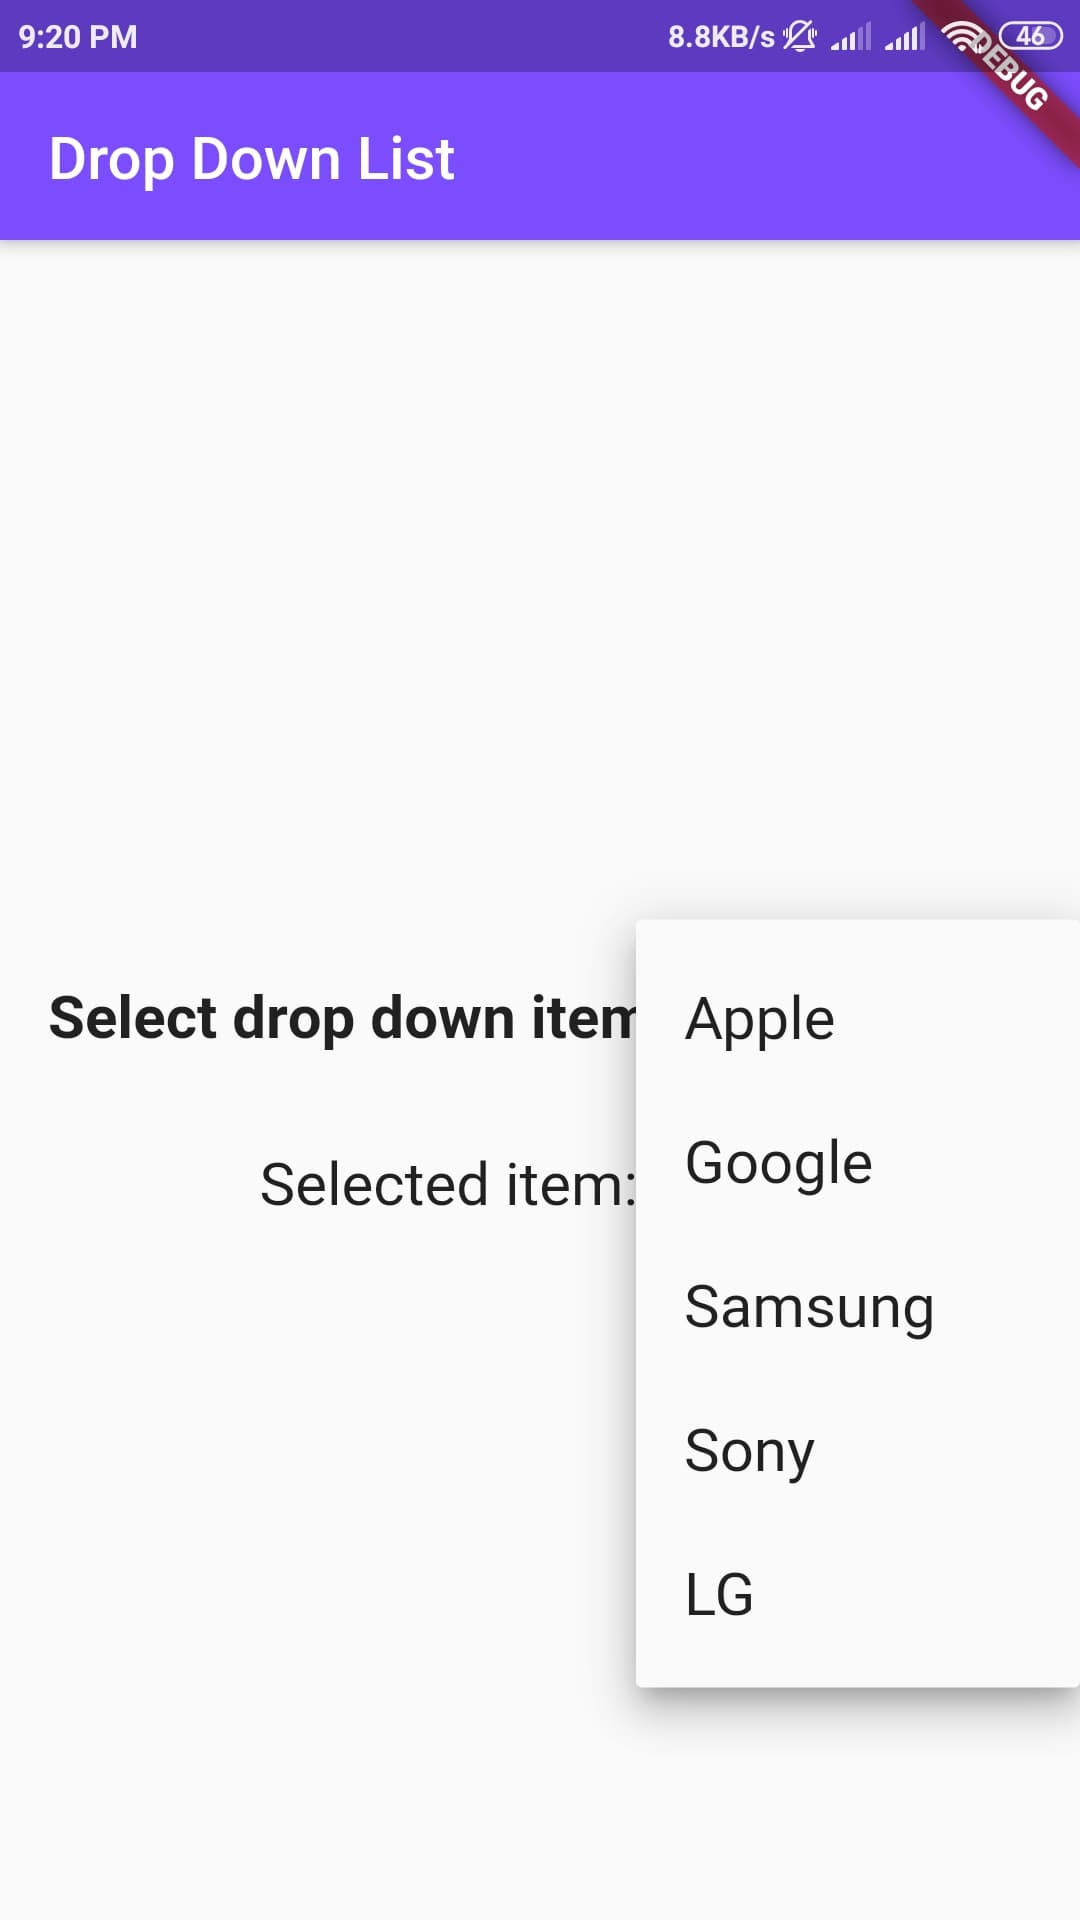 9:20 PM
8.8KB/s
46
DEBUG
Drop Down List
Select drop down item
Selected item:
Apple
Google
Samsung
Sony
LG